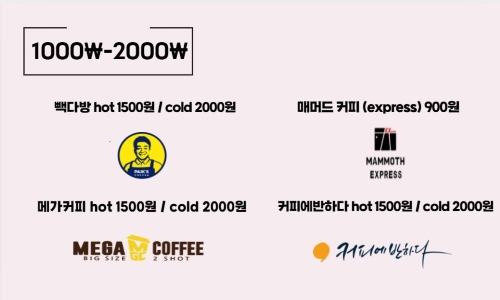 1000₩-2000₩
빽다방 hot 1500원 / cold 2000원
매머드 커피 (express) 900원
PAIK'S
COFFEE
MAMMOTH
EXPRESS
메가커피 hot 1500원 / cold 2000원
커피에반하다 hot 1500원 / cold 2000원
MEGA MGC COFFEE
BIG SIZE 2 SHOT
커피에반하다